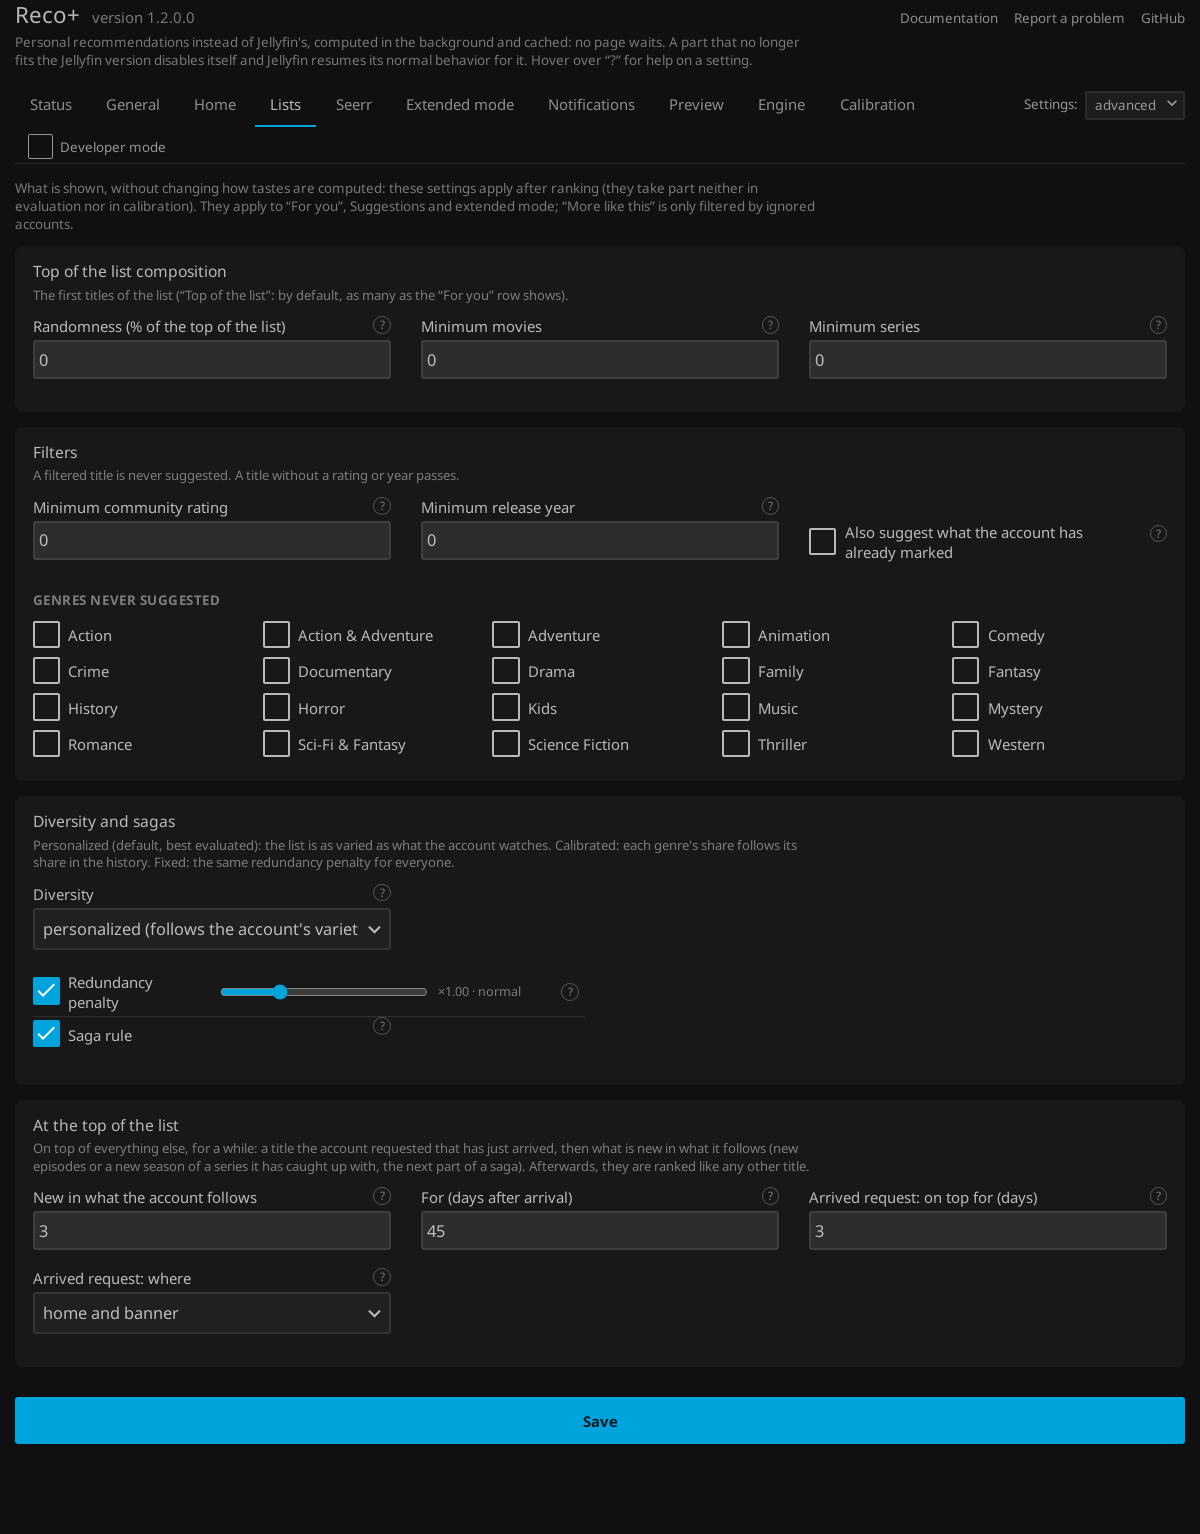 Reco+ version 1.2.0.0
Documentation Report a problem GitHub
Personal recommendations instead of Jellyfin's, computed in the background and cached: no page waits. A part that no longer
fits the Jellyfin version disables itself and Jellyfin resumes its normal behavior for it. Hover over “?” for help on a setting.
Status General Home Lists Seerr Extended mode Notifications Preview Engine Calibration
Settings: advanced
Developer mode
What is shown, without changing how tastes are computed: these settings apply after ranking (they take part neither in
evaluation nor in calibration). They apply to “For you”, Suggestions and extended mode; “More like this” is only filtered by ignored
accounts.
Top of the list composition
The first titles of the list (“Top of the list”: by default, as many as the “For you” row shows).
Randomness (% of the top of the list) ? Minimum movies ? Minimum series ?
0 0 0
Filters
A filtered title is never suggested. A title without a rating or year passes.
Minimum community rating ? Minimum release year ?
0 0
Also suggest what the account has
already marked
?
GENRES NEVER SUGGESTED
Action Action & Adventure Adventure Animation Comedy
Crime Documentary Drama Family Fantasy
History Horror Kids Music Mystery
Romance Sci-Fi & Fantasy Science Fiction Thriller Western
Diversity and sagas
Personalized (default, best evaluated): the list is as varied as what the account watches. Calibrated: each genre's share follows its
share in the history. Fixed: the same redundancy penalty for everyone.
Diversity ?
personalized (follows the account's variet
Redundancy
penalty
×1.00 · normal ?
Saga rule ?
At the top of the list
On top of everything else, for a while: a title the account requested that has just arrived, then what is new in what it follows (new
episodes or a new season of a series it has caught up with, the next part of a saga). Afterwards, they are ranked like any other title.
New in what the account follows ? For (days after arrival) ? Arrived request: on top for (days) ?
3 45 3
Arrived request: where ?
home and banner
Save